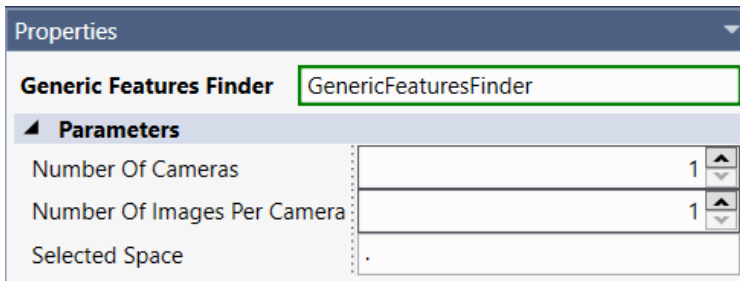 Properties
Generic Features Finder GenericFeaturesFinder
Parameters
Number Of Cameras 1
Number Of Images Per Camera 1
Selected Space .